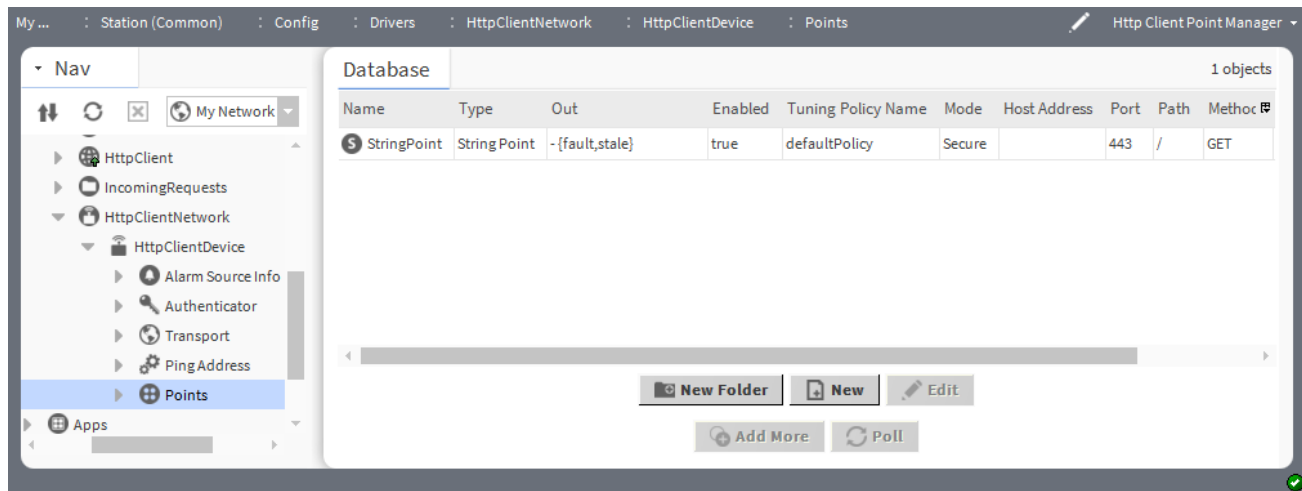 My ... : Station (Common) : Config : Drivers : HttpClientNetwork : HttpClientDevice : Points Http Client Point Manager
Nav
My Network
HttpClient
IncomingRequests
HttpClientNetwork
HttpClientDevice
Alarm Source Info
Authenticator
Transport
Ping Address
Points
Apps
Database 1 objects
Name Type Out Enabled Tuning Policy Name Mode Host Address Port Path Method
S StringPoint String Point - {fault,stale} true defaultPolicy Secure 443 / GET
New Folder New Edit
Add More Poll